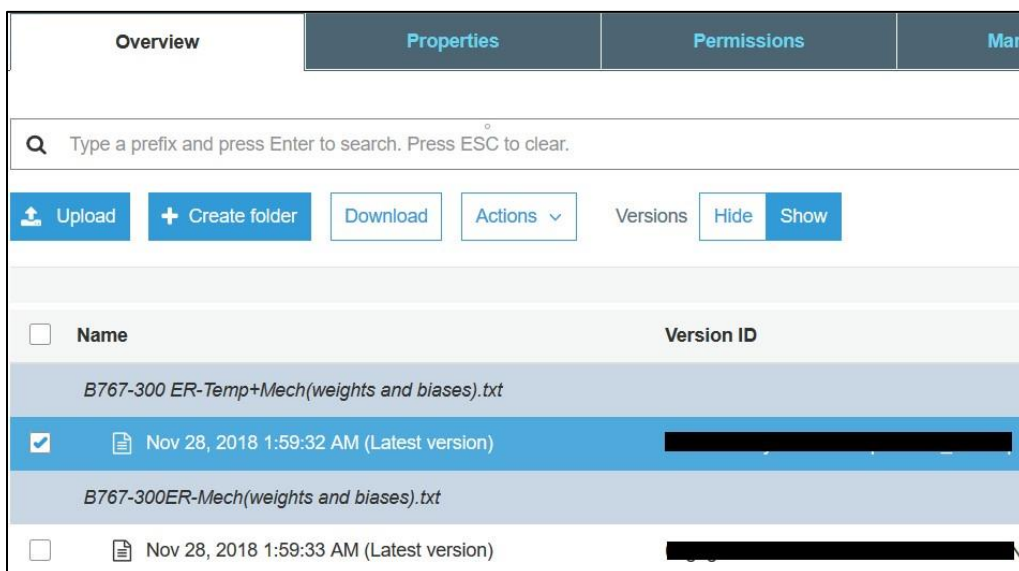 Overview Properties Permissions
Type a prefix and press Enter to search. Press ESC to clear.
Upload + Create folder Download Actions Versions Hide Show
Name Version ID
B767-300 ER-Temp+Mech(weights and biases).txt
Nov 28, 2018 1:59:32 AM (Latest version)
B767-300ER-Mech(weights and biases).txt
Nov 28, 2018 1:59:33 AM (Latest version)